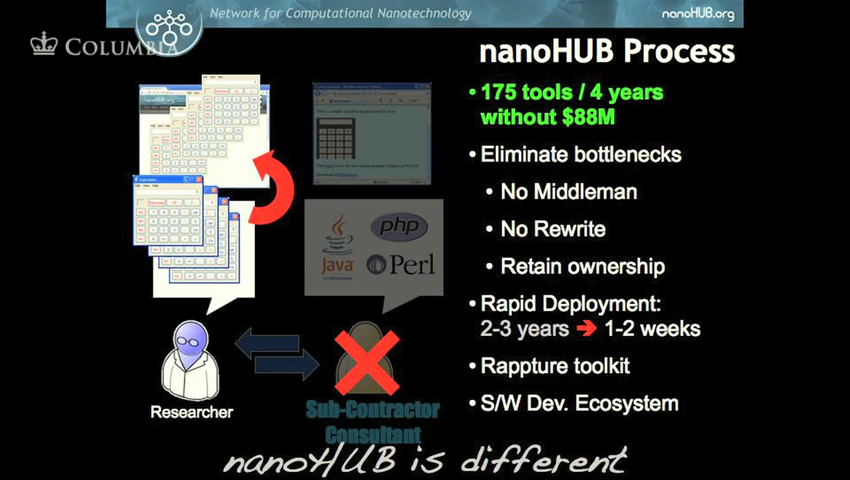 Network for Computational Nanotechnology
nanoHUB.org
COLUMBIA
nanoHUB Process
• 175 tools / 4 years
without $88M
• Eliminate bottlenecks
• No Middleman
• No Rewrite
• Retain ownership
• Rapid Deployment:
2-3 years ➔ 1-2 weeks
• Rappture toolkit
• S/W Dev. Ecosystem
php
Java
Perl
Researcher
Sub-Contractor
Consultant
nanoHUB is different